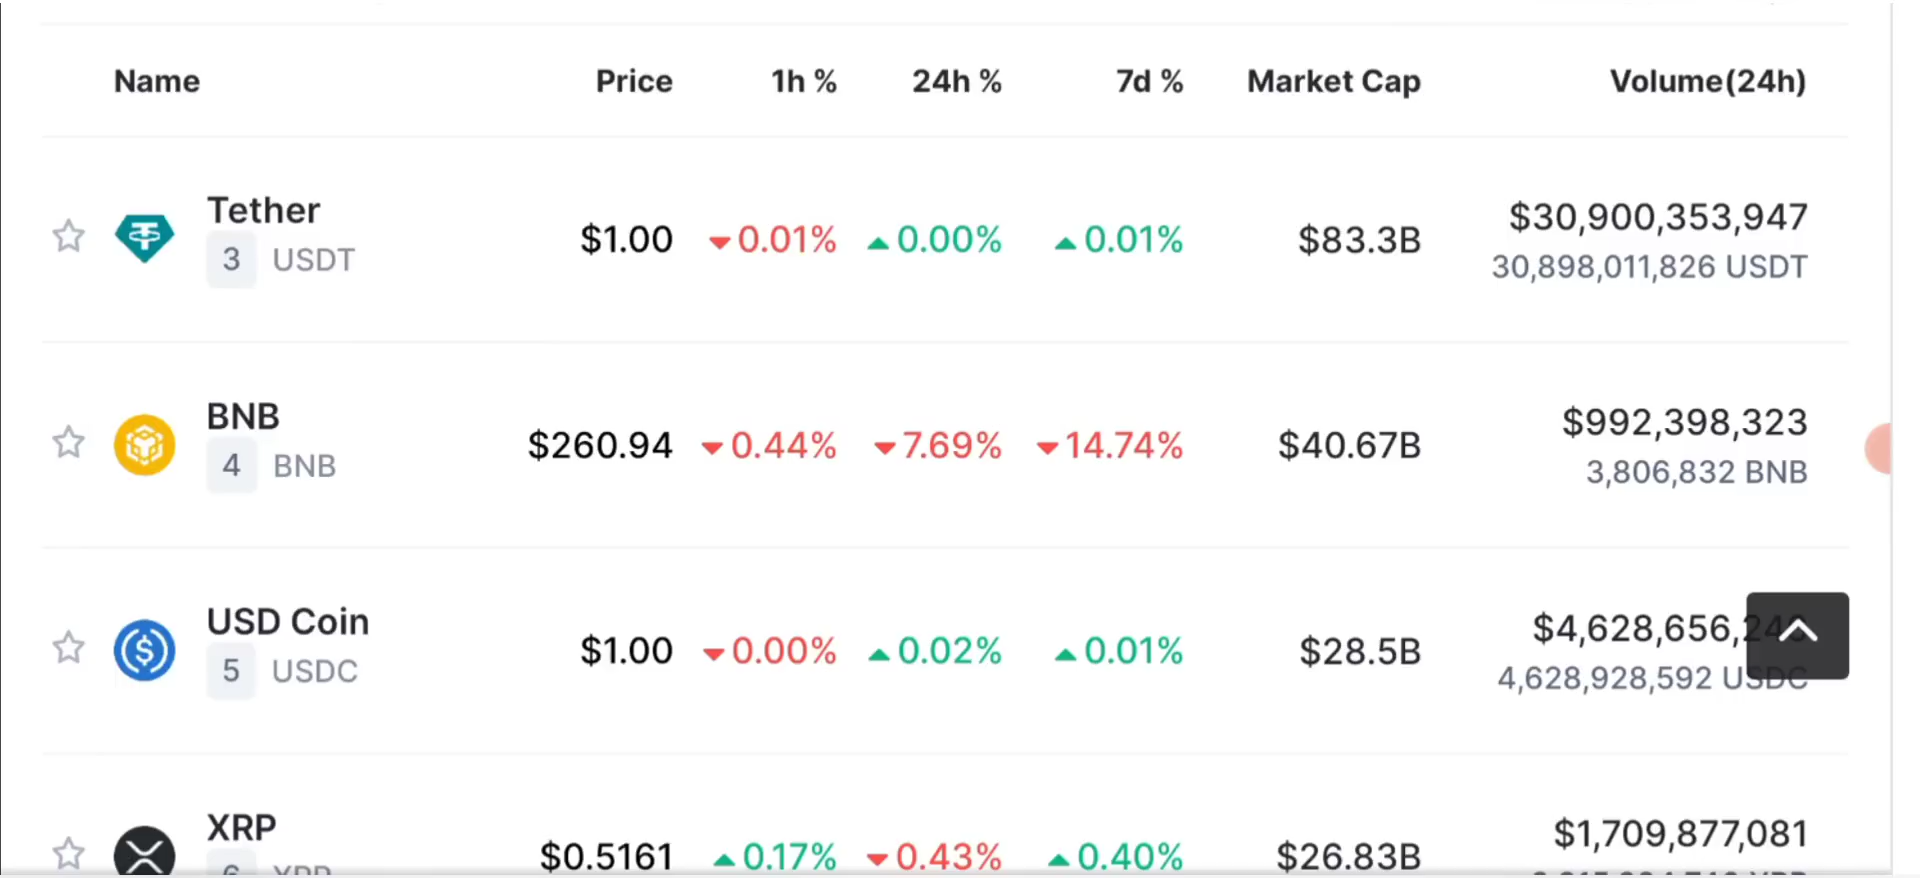 Name Price 1h % 24h % 7d % Market Cap Volume(24h)
Tether
3 USDT
$1.00 0.01% 0.00% 0.01% $83.3B
$30,900,353,947
30,898,011,826 USDT
BNB
4 BNB
$260.94 0.44% 7.69% 14.74% $40.67B
$992,398,323
3,806,832 BNB
USD Coin
5 USDC
$1.00 0.00% 0.02% 0.01% $28.5B
4,628,928,592 USDC
XRP
$0.5161 0.17% 0.43% 0.40% $26.83B
$1,709,877,081